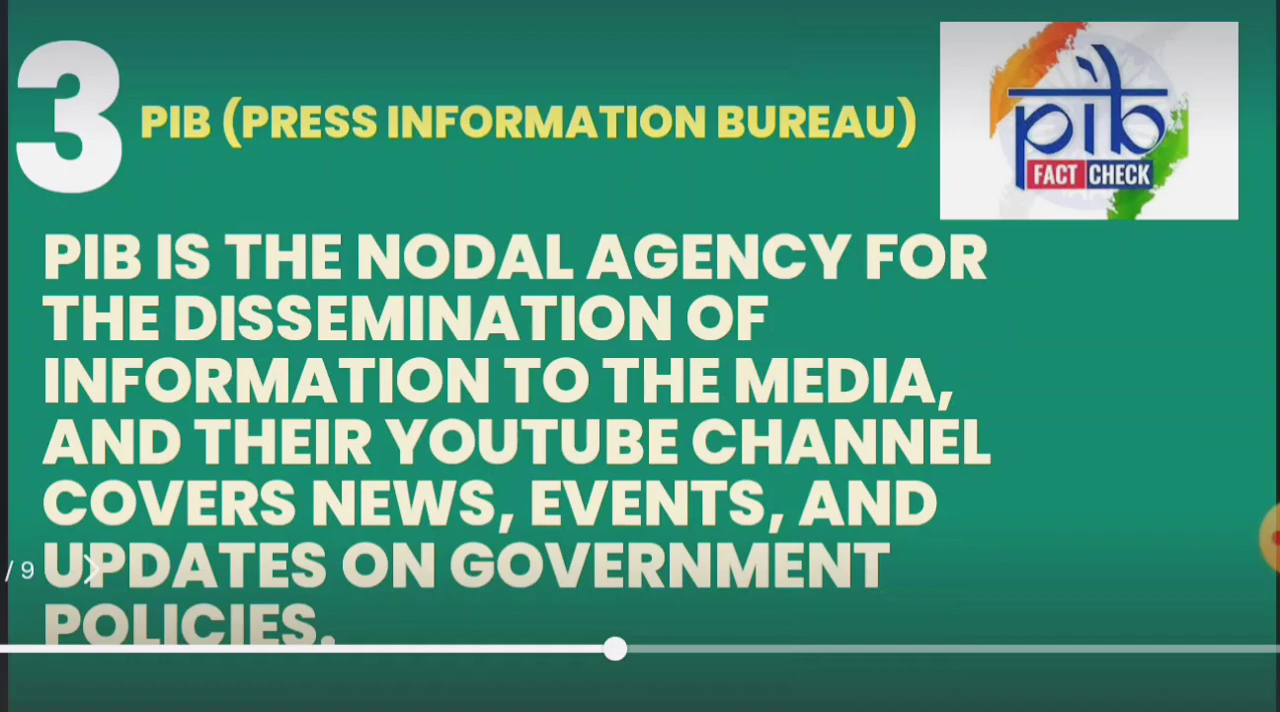 3
PIB (PRESS INFORMATION BUREAU)
pib
FACT CHECK
PIB IS THE NODAL AGENCY FOR
THE DISSEMINATION OF
INFORMATION TO THE MEDIA,
AND THEIR YOUTUBE CHANNEL
COVERS NEWS, EVENTS, AND
UPDATES ON GOVERNMENT
POLICIES.
/ 9